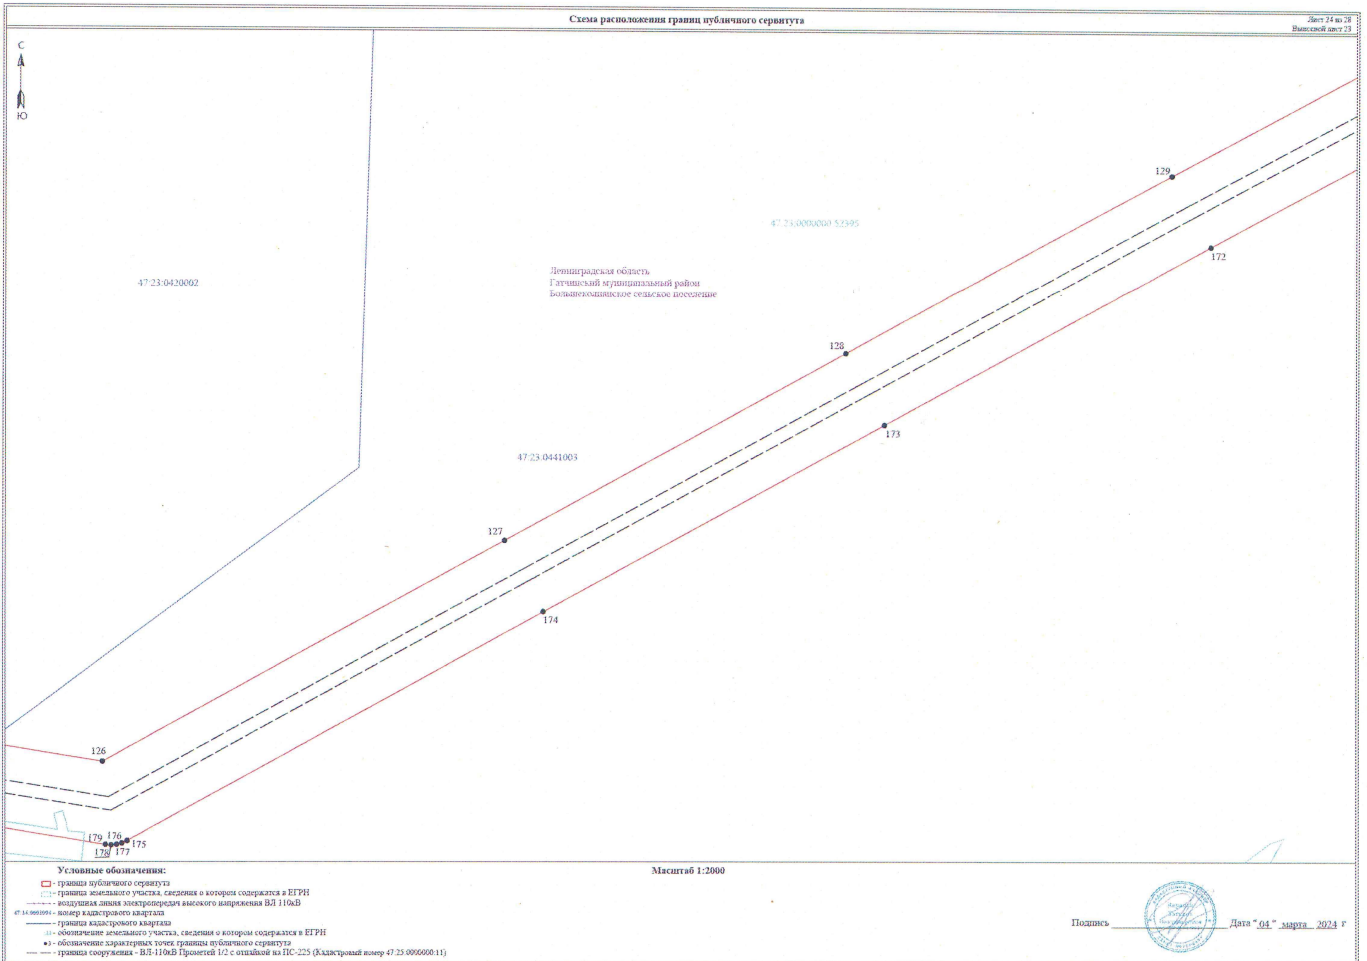 Схема расположения границ публичного сервитута
Лист 24 из 28
Выносной лист 23
С
Ю
129
47:23:0000000:52395
172
Ленинградская область
Гатчинский муниципальный район
Большеколпанское сельское поселение
47:23:0420002
128
173
47:23:0441003
127
174
126
179
176
175
178
177
Условные обозначения:
Масштаб 1:2000
- граница публичного сервитута
- граница земельного участка, сведения о котором содержатся в ЕГРН
- воздушная линия электропередач высокого напряжения ВЛ 110кВ
- номер кадастрового квартала
- граница кадастрового квартала
- обозначение земельного участка, сведения о котором содержатся в ЕГРН
- обозначение характерных точек границы публичного сервитута
- граница сооружения - ВЛ-110кВ Прометей 1/2 с отпайкой на ПС-225 (Кадастровый номер 47:25:0000000:11)
Подпись
Дата "04" марта 2024 г